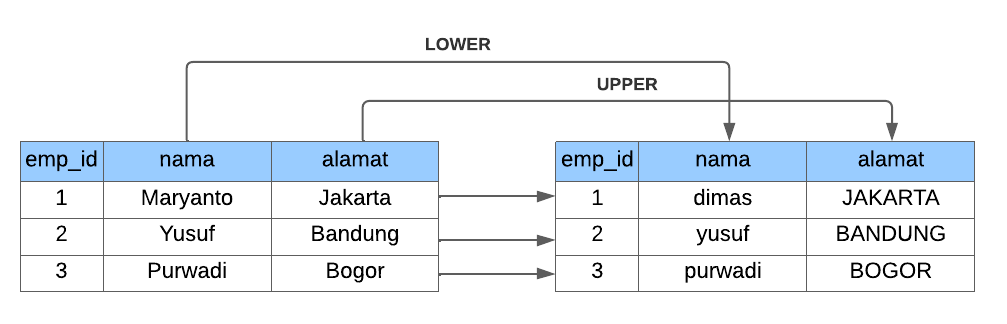 LOWER
UPPER
emp_id nama alamat
1 Maryanto Jakarta
2 Yusuf Bandung
3 Purwadi Bogor
emp_id nama alamat
1 dimas JAKARTA
2 yusuf BANDUNG
3 purwadi BOGOR